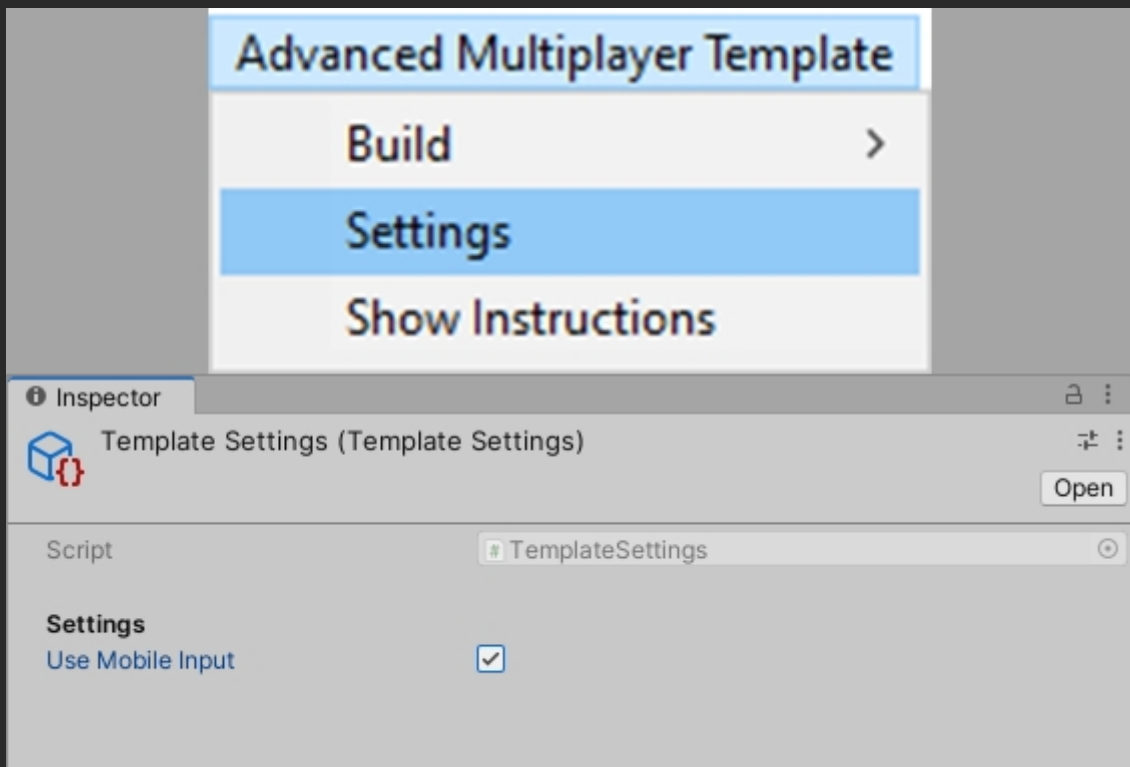 Advanced Multiplayer Template
Build
Settings
Show Instructions
Inspector
Template Settings (Template Settings)
Open
Script # TemplateSettings
Settings
Use Mobile Input